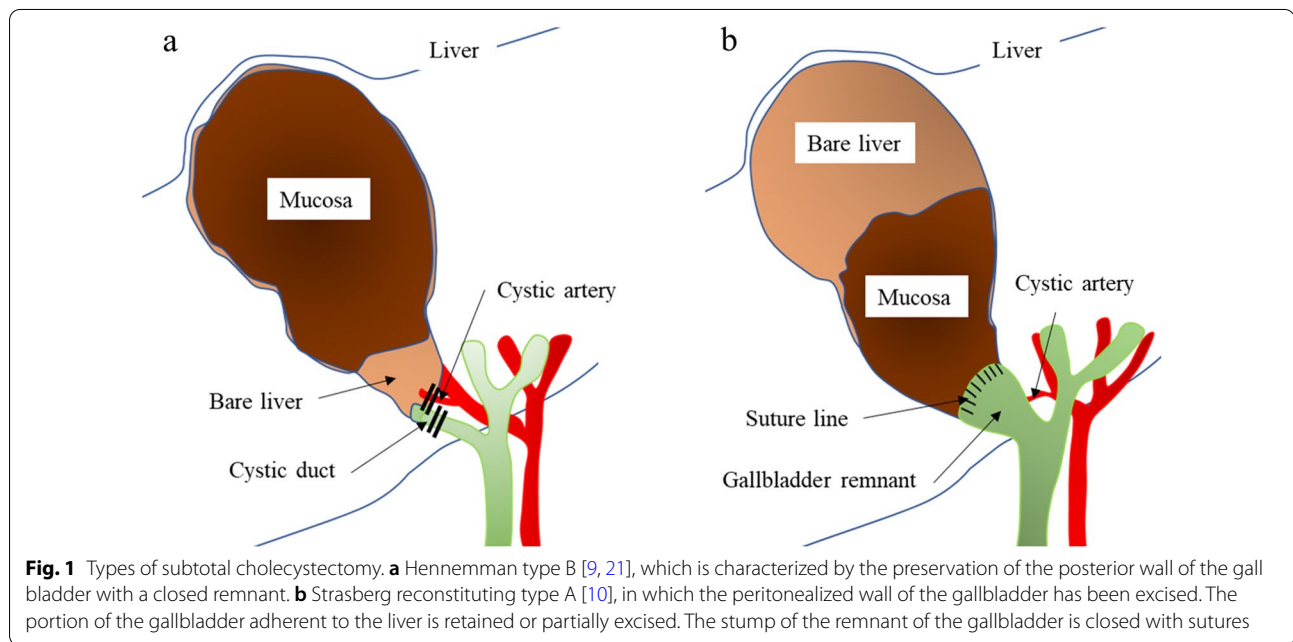 a
Liver
Mucosa
Cystic artery
Bare liver
Cystic duct
b
Liver
Bare liver
Mucosa
Cystic artery
Suture line
Gallbladder remnant
Fig. 1 Types of subtotal cholecystectomy. a Hennemman type B [9, 21], which is characterized by the preservation of the posterior wall of the gall
bladder with a closed remnant. b Strasberg reconstituting type A [10], in which the peritonealized wall of the gallbladder has been excised. The
portion of the gallbladder adherent to the liver is retained or partially excised. The stump of the remnant of the gallbladder is closed with sutures